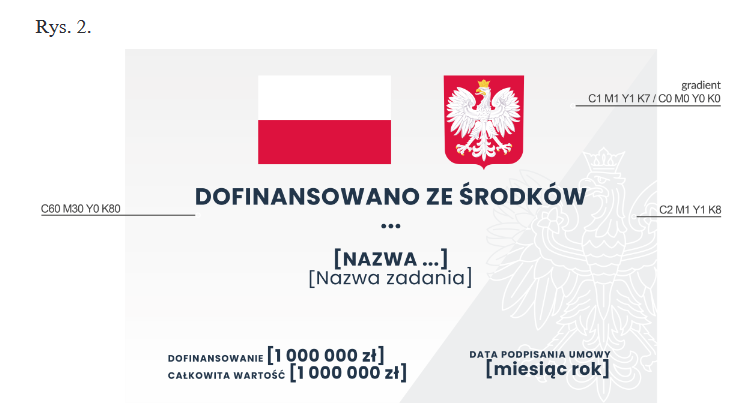 Rys. 2.
gradient
C1 M1 Y1 K7 / C0 M0 Y0 K0
DOFINANSOWANO ZE ŚRODKÓW
...
C60 M30 Y0 K80
C2 M1 Y1 K8
[NAZWA ...]
[Nazwa zadania]
DOFINANSOWANIE [1 000 000 zł]
CAŁKOWITA WARTOŚĆ [1 000 000 zł]
DATA PODPISANIA UMOWY
[miesiąc rok]